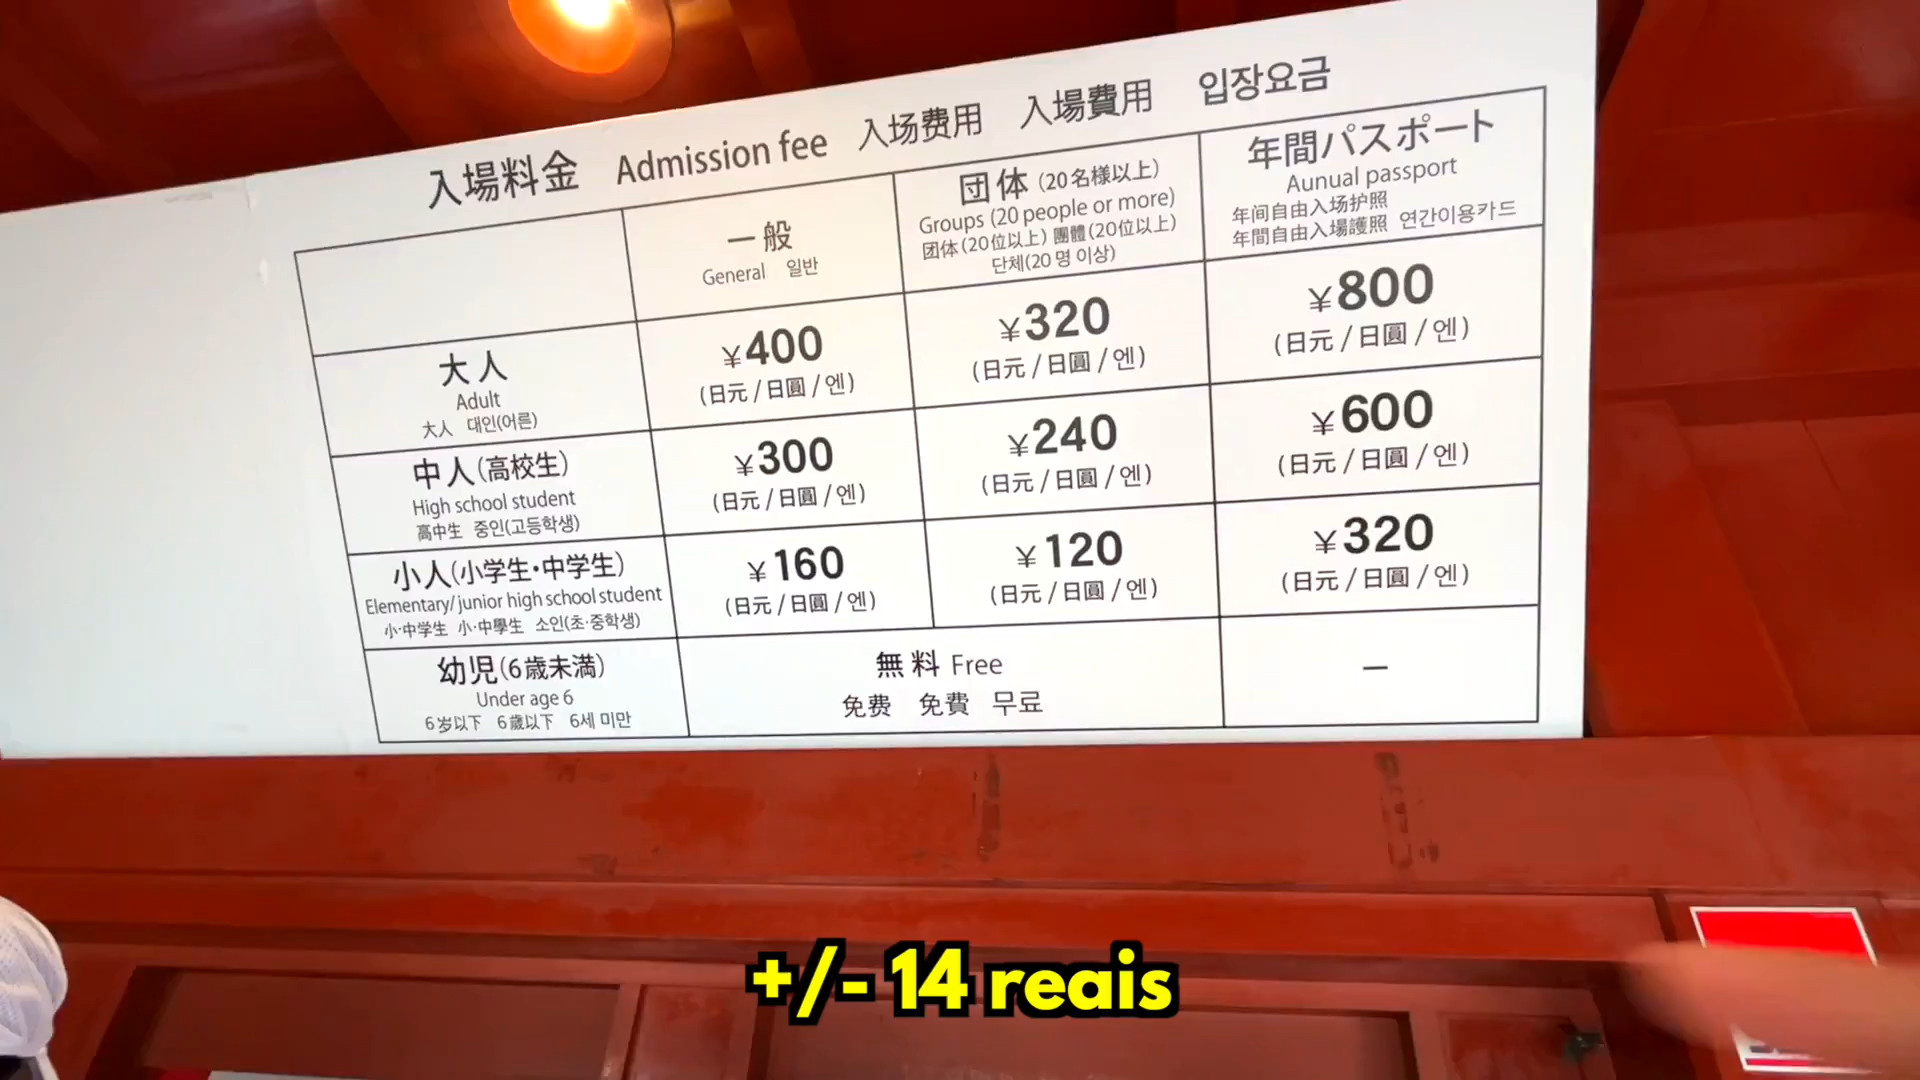 入場料金 Admission fee 入场费用 入場費用 입장요금
一般
General 일반
団体(20名様以上)
Groups (20 people or more)
団体(20位以上) 團體(20位以上)
단체(20명 이상)
年間パスポート
Aunual passport
年间自由入场护照
年間自由入場護照 연간이용카드
大人
Adult
大人 대인(어른)
¥400
(日元/日圓/엔)
¥320
(日元/日圓/엔)
¥800
(日元/日圓/엔)
中人(高校生)
High school student
高中生 중인(고등학생)
¥300
(日元/日圓/엔)
¥240
(日元/日圓/엔)
¥600
(日元/日圓/엔)
小人(小学生・中学生)
Elementary/junior high school student
小·中学生 小·中學生 소인(초·중학생)
¥160
(日元/日圓/엔)
¥120
(日元/日圓/엔)
¥320
(日元/日圓/엔)
幼児(6歳未満)
Under age 6
6岁以下 6歲以下 6세 미만
無料 Free
免费 免費 무료
—
+/- 14 reais